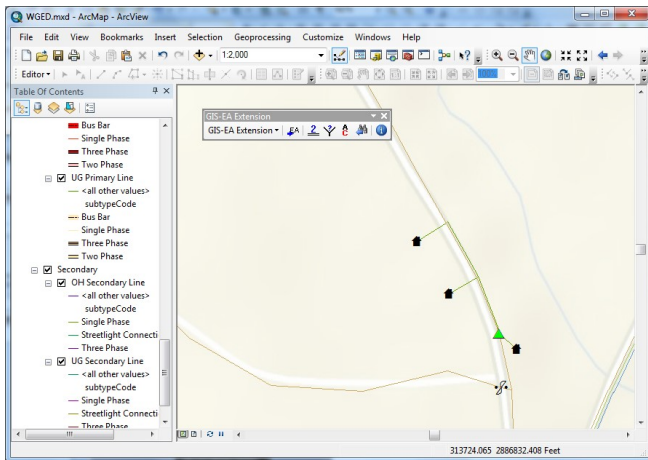 WGED.mxd - ArcMap - ArcView
File Edit View Bookmarks Insert Selection Geoprocessing Customize Windows Help
1:2,000
Editor
Table Of Contents
GIS-EA Extension
GIS-EA Extension
EA
Bus Bar
Single Phase
Three Phase
Two Phase
UG Primary Line
<all other values>
subtypeCode
Bus Bar
Single Phase
Three Phase
Two Phase
Secondary
OH Secondary Line
<all other values>
subtypeCode
Single Phase
Streetlight Connecti
Three Phase
UG Secondary Line
<all other values>
subtypeCode
Single Phase
Streetlight Connecti
Three Phase
313724.065 2886832.408 Feet